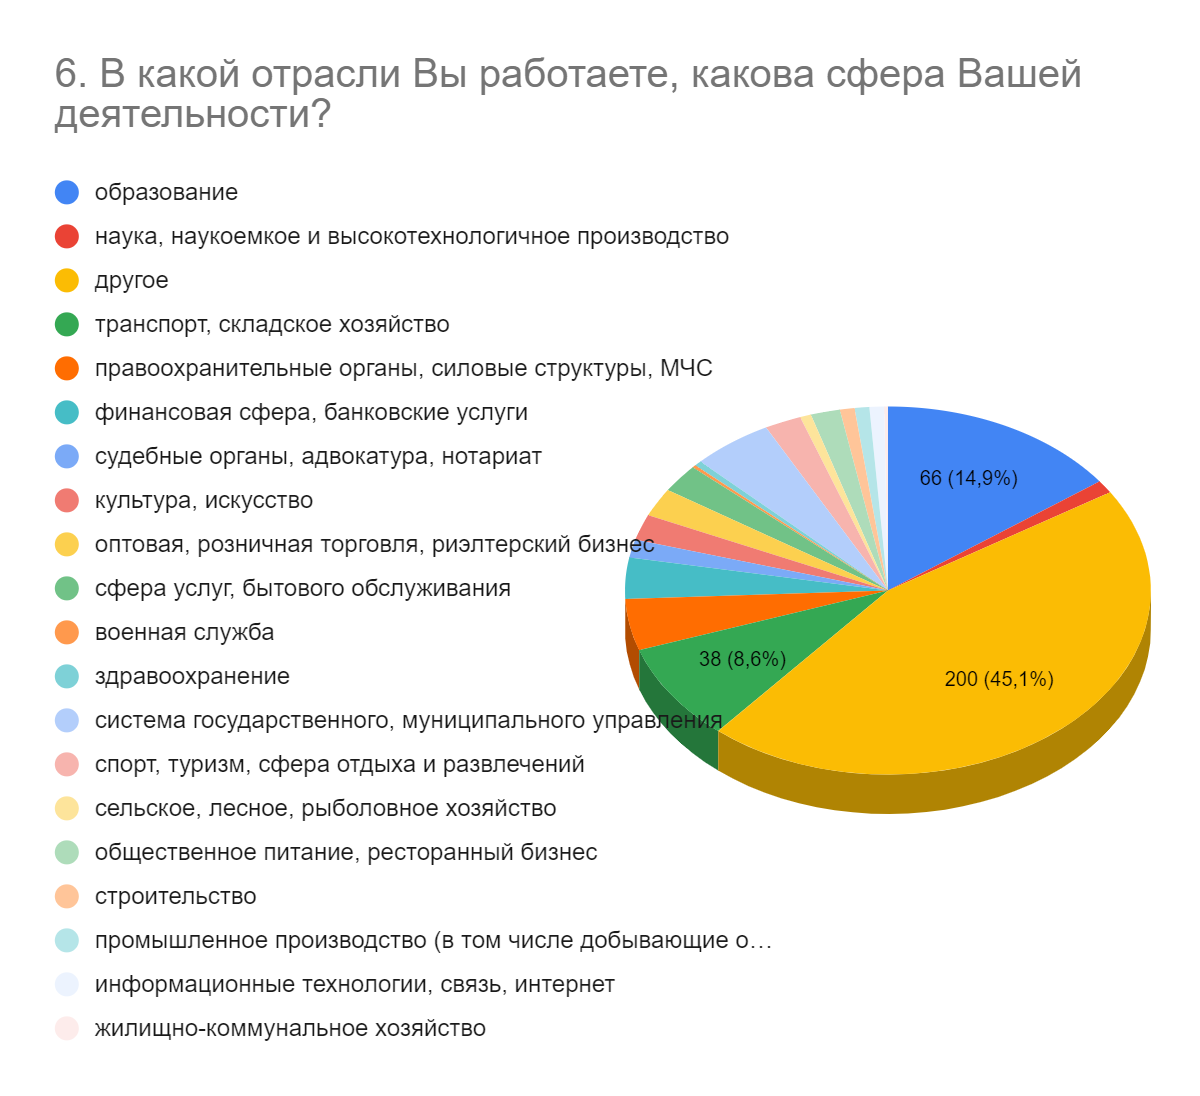 6. В какой отрасли Вы работаете, какова сфера Вашей
деятельности?
образование
наука, наукоемкое и высокотехнологичное производство
другое
транспорт, складское хозяйство
правоохранительные органы, силовые структуры, МЧС
финансовая сфера, банковские услуги
судебные органы, адвокатура, нотариат
культура, искусство
оптовая, розничная торговля, риэлтерский бизнес
сфера услуг, бытового обслуживания
военная служба
здравоохранение
система государственного, муниципального управления
спорт, туризм, сфера отдыха и развлечений
сельское, лесное, рыболовное хозяйство
общественное питание, ресторанный бизнес
строительство
промышленное производство (в том числе добывающие о…
информационные технологии, связь, интернет
жилищно-коммунальное хозяйство
66 (14,9%)
38 (8,6%)
200 (45,1%)